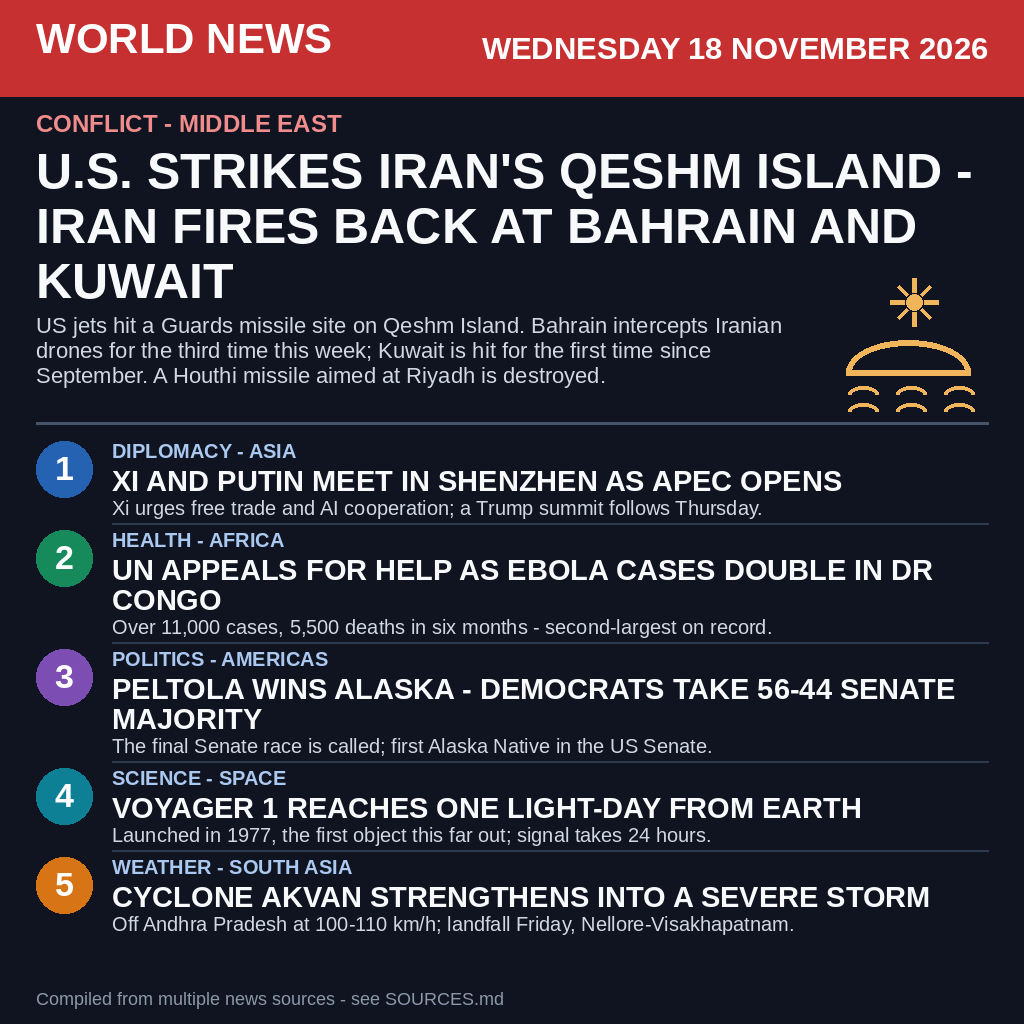 WORLD NEWS
WEDNESDAY 18 NOVEMBER 2026
CONFLICT - MIDDLE EAST
U.S. STRIKES IRAN'S QESHM ISLAND -
IRAN FIRES BACK AT BAHRAIN AND
KUWAIT
US jets hit a Guards missile site on Qeshm Island. Bahrain intercepts Iranian
drones for the third time this week; Kuwait is hit for the first time since
September. A Houthi missile aimed at Riyadh is destroyed.
1
DIPLOMACY - ASIA
XI AND PUTIN MEET IN SHENZHEN AS APEC OPENS
Xi urges free trade and AI cooperation; a Trump summit follows Thursday.
2
HEALTH - AFRICA
UN APPEALS FOR HELP AS EBOLA CASES DOUBLE IN DR
CONGO
Over 11,000 cases, 5,500 deaths in six months - second-largest on record.
3
POLITICS - AMERICAS
PELTOLA WINS ALASKA - DEMOCRATS TAKE 56-44 SENATE
MAJORITY
The final Senate race is called; first Alaska Native in the US Senate.
4
SCIENCE - SPACE
VOYAGER 1 REACHES ONE LIGHT-DAY FROM EARTH
Launched in 1977, the first object this far out; signal takes 24 hours.
5
WEATHER - SOUTH ASIA
CYCLONE AKVAN STRENGTHENS INTO A SEVERE STORM
Off Andhra Pradesh at 100-110 km/h; landfall Friday, Nellore-Visakhapatnam.
Compiled from multiple news sources - see SOURCES.md